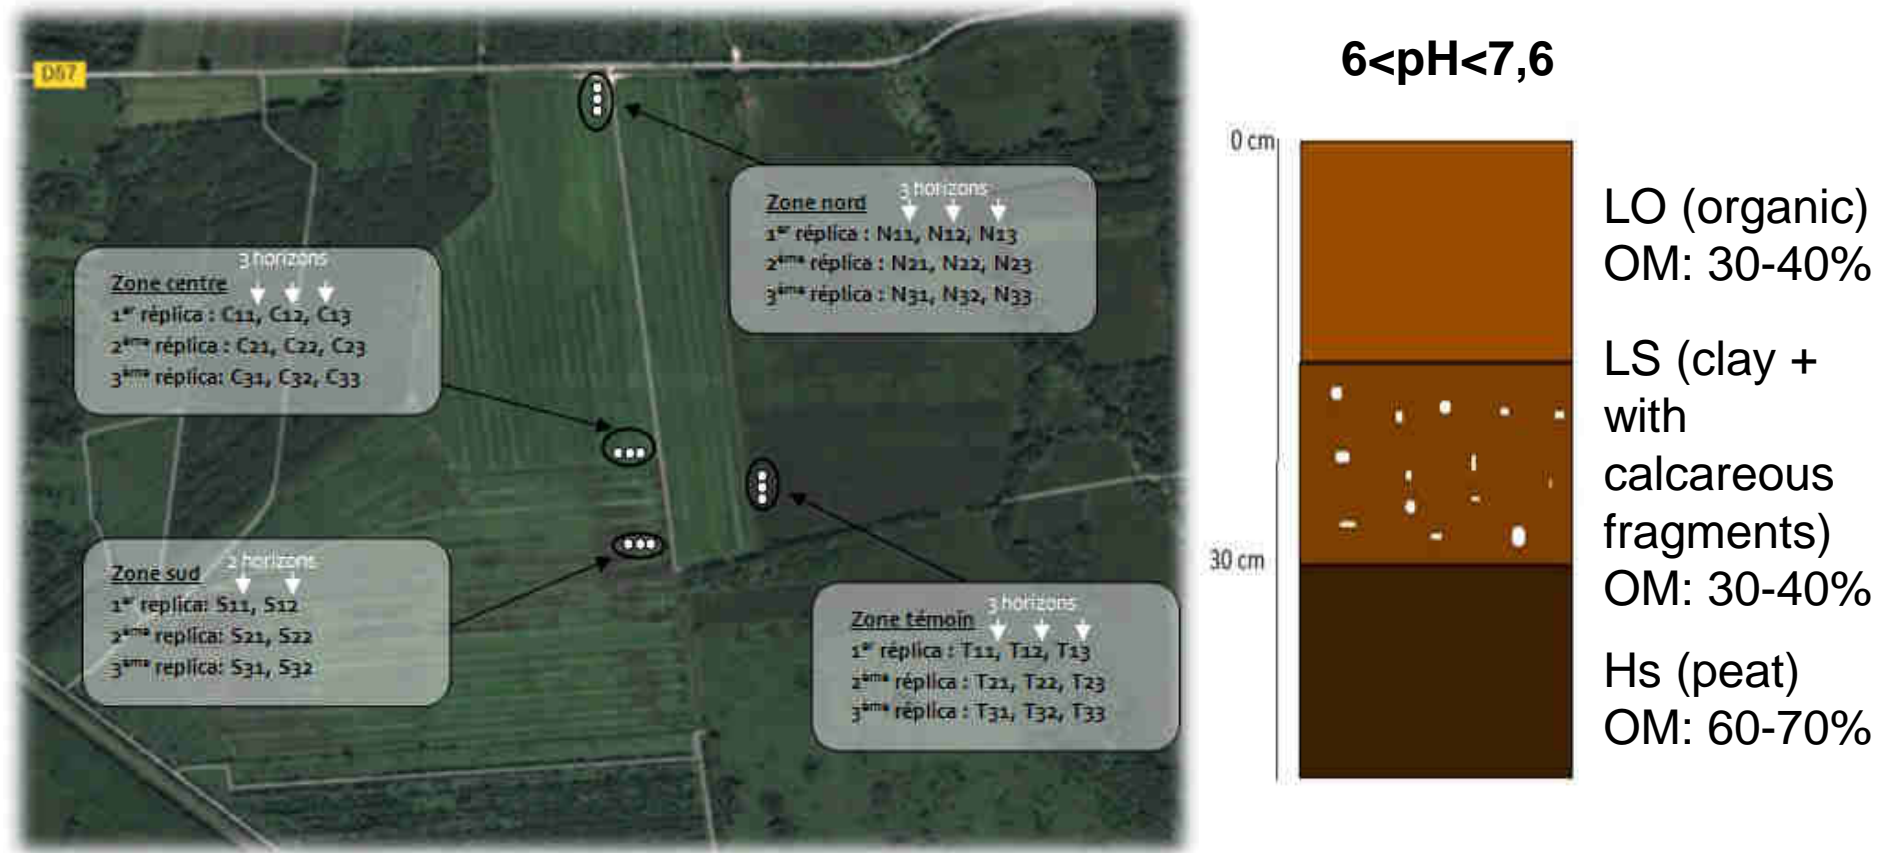 D67
Zone nord
3 horizons
1er réplica : N11, N12, N13
2ème réplica : N21, N22, N23
3ème réplica : N31, N32, N33
Zone centre
3 horizons
1er réplica : C11, C12, C13
2ème réplica : C21, C22, C23
3ème réplica: C31, C32, C33
Zone sud
2 horizons
1er replica: S11, S12
2ème replica: S21, S22
3ème replica: S31, S32
Zone témoin
3 horizons
1er réplica : T11, T12, T13
2ème réplica : T21, T22, T23
3ème réplica : T31, T32, T33
6<pH<7,6
0 cm
30 cm
LO (organic)
OM: 30-40%
LS (clay +
with
calcareous
fragments)
OM: 30-40%
Hs (peat)
OM: 60-70%